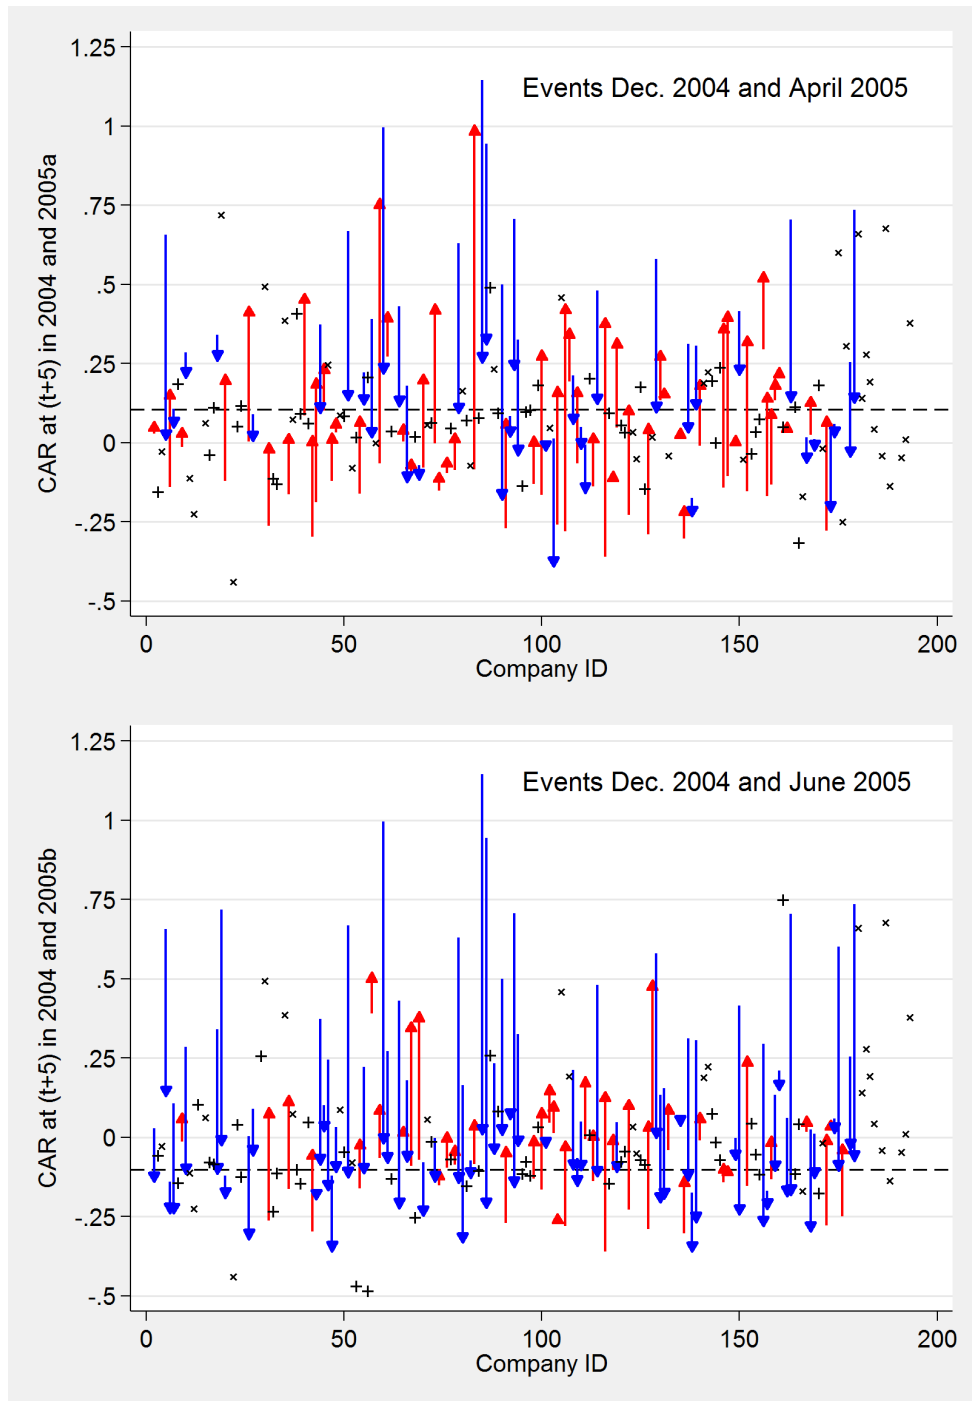 1.25
Events Dec. 2004 and April 2005
1
.75
.5
.25
0
-.25
-.5
CAR at (t+5) in 2004 and 2005a
0 50 100 150 200
Company ID
1.25
Events Dec. 2004 and June 2005
1
.75
.5
.25
0
-.25
-.5
CAR at (t+5) in 2004 and 2005b
0 50 100 150 200
Company ID